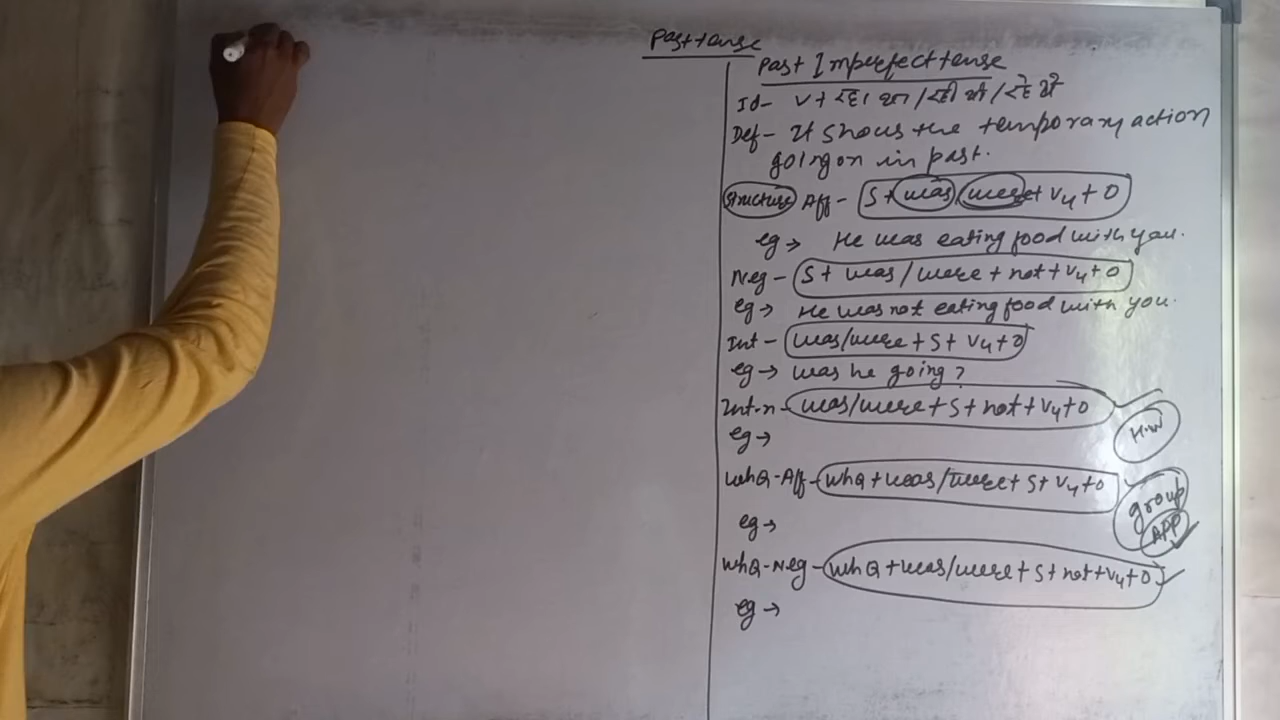 Past tense
Past Imperfect tense
Id- V+ रहा था/रही थी/रहे थे
Def- It shows the temporary action
going on in past.
Structure Aff- S+was were+V4+O
eg→ He was eating food with you.
Neg- S+ was/were+not+V4+O
eg→ He was not eating food with you.
Int- was/were+S+V4+O
eg→ was he going?
Int-n- was/were+S+not+V4+O
H.W
eg→
WhQ-Aff- WhQ+was/were+S+V4+O
group
APP
eg→
WhQ-Neg- WhQ+was/were+S+not+V4+O
eg→